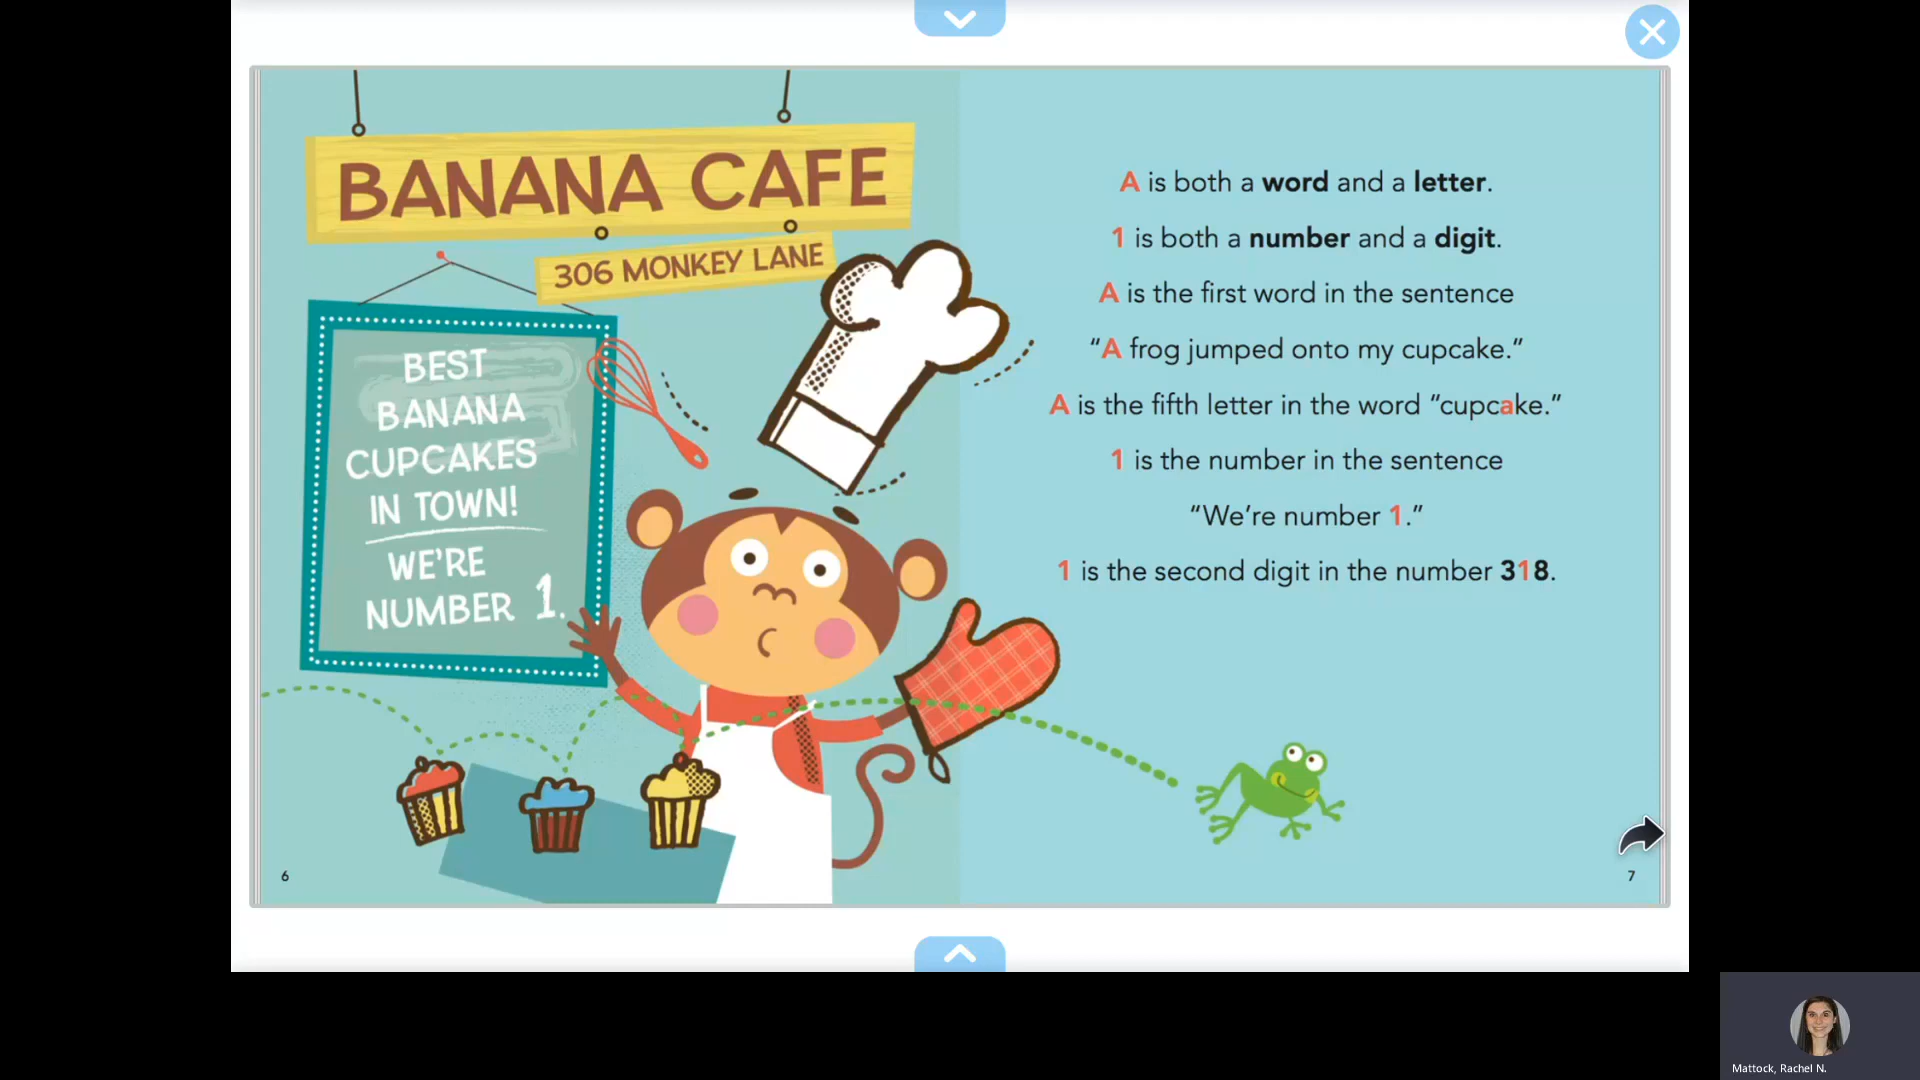 BANANA CAFE
306 MONKEY LANE
BEST
BANANA
CUPCAKES
IN TOWN!
WE'RE
NUMBER 1.
6
A is both a word and a letter.
1 is both a number and a digit.
A is the first word in the sentence
“A frog jumped onto my cupcake.”
A is the fifth letter in the word “cupcake.”
1 is the number in the sentence
“We’re number 1.”
1 is the second digit in the number 318.
7
Mattock, Rachel N.